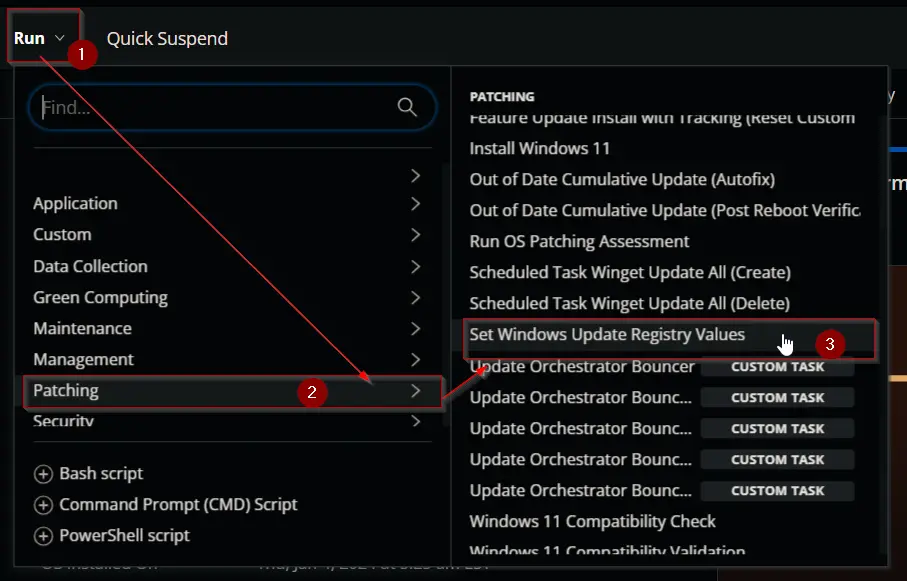 Run
1
Quick Suspend
Find...
Application
Custom
Data Collection
Green Computing
Maintenance
Management
Patching
2
Security
Bash script
Command Prompt (CMD) Script
PowerShell script
PATCHING
Feature Update Install with Tracking (Reset Custom
Install Windows 11
Out of Date Cumulative Update (Autofix)
Out of Date Cumulative Update (Post Reboot Verific
Run OS Patching Assessment
Scheduled Task Winget Update All (Create)
Scheduled Task Winget Update All (Delete)
Set Windows Update Registry Values
3
Update Orchestrator Bouncer CUSTOM TASK
Update Orchestrator Bounc... CUSTOM TASK
Update Orchestrator Bounc... CUSTOM TASK
Update Orchestrator Bounc... CUSTOM TASK
Update Orchestrator Bounc... CUSTOM TASK
Windows 11 Compatibility Check
Windows 11 Compatibility Validation